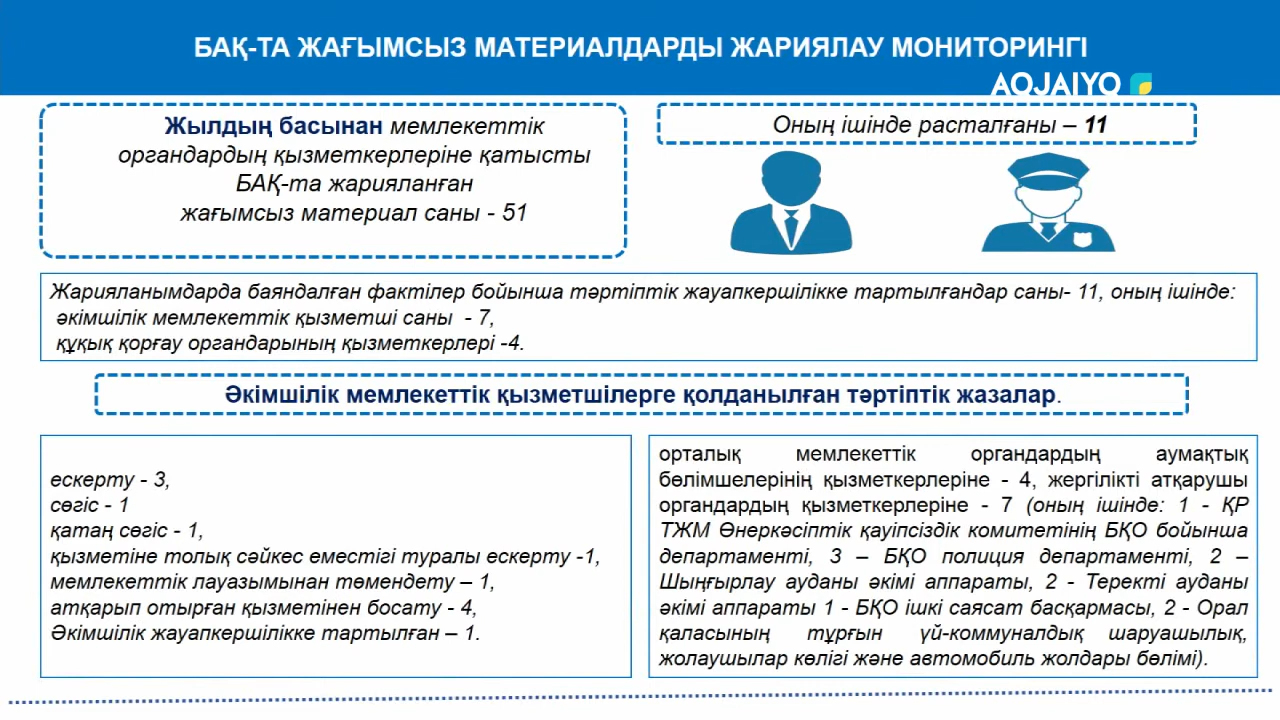 БАҚ-ТА ЖАҒЫМСЫЗ МАТЕРИАЛДАРДЫ ЖАРИЯЛАУ МОНИТОРИНГІ
AQJAIYQ
Жылдың басынан мемлекеттік
органдардың қызметкерлеріне қатысты
БАҚ-та жарияланған
жағымсыз материал саны - 51
Оның ішінде расталғаны – 11
Жарияланымдарда баяндалған фактілер бойынша тәртіптік жауапкершілікке тартылғандар саны- 11, оның ішінде:
әкімшілік мемлекеттік қызметші саны - 7,
құқық қорғау органдарының қызметкерлері -4.
Әкімшілік мемлекеттік қызметшілерге қолданылған тәртіптік жазалар.
ескерту - 3,
сөгіс - 1
қатаң сөгіс - 1,
қызметіне толық сәйкес еместігі туралы ескерту -1,
мемлекеттік лауазымынан төмендету – 1,
атқарып отырған қызметінен босату - 4,
Әкімшілік жауапкершілікке тартылған – 1.
орталық мемлекеттік органдардың аумақтық
бөлімшелерінің қызметкерлеріне - 4, жергілікті атқарушы
органдардың қызметкерлеріне - 7 (оның ішінде: 1 - ҚР
ТЖМ Өнеркәсіптік қауіпсіздік комитетінің БҚО бойынша
департаменті, 3 – БҚО полиция департаменті, 2 –
Шыңғырлау ауданы әкімі аппараты, 2 - Теректі ауданы
әкімі аппараты 1 - БҚО ішкі саясат басқармасы, 2 - Орал
қаласының тұрғын үй-коммуналдық шаруашылық,
жолаушылар көлігі және автомобиль жолдары бөлімі).